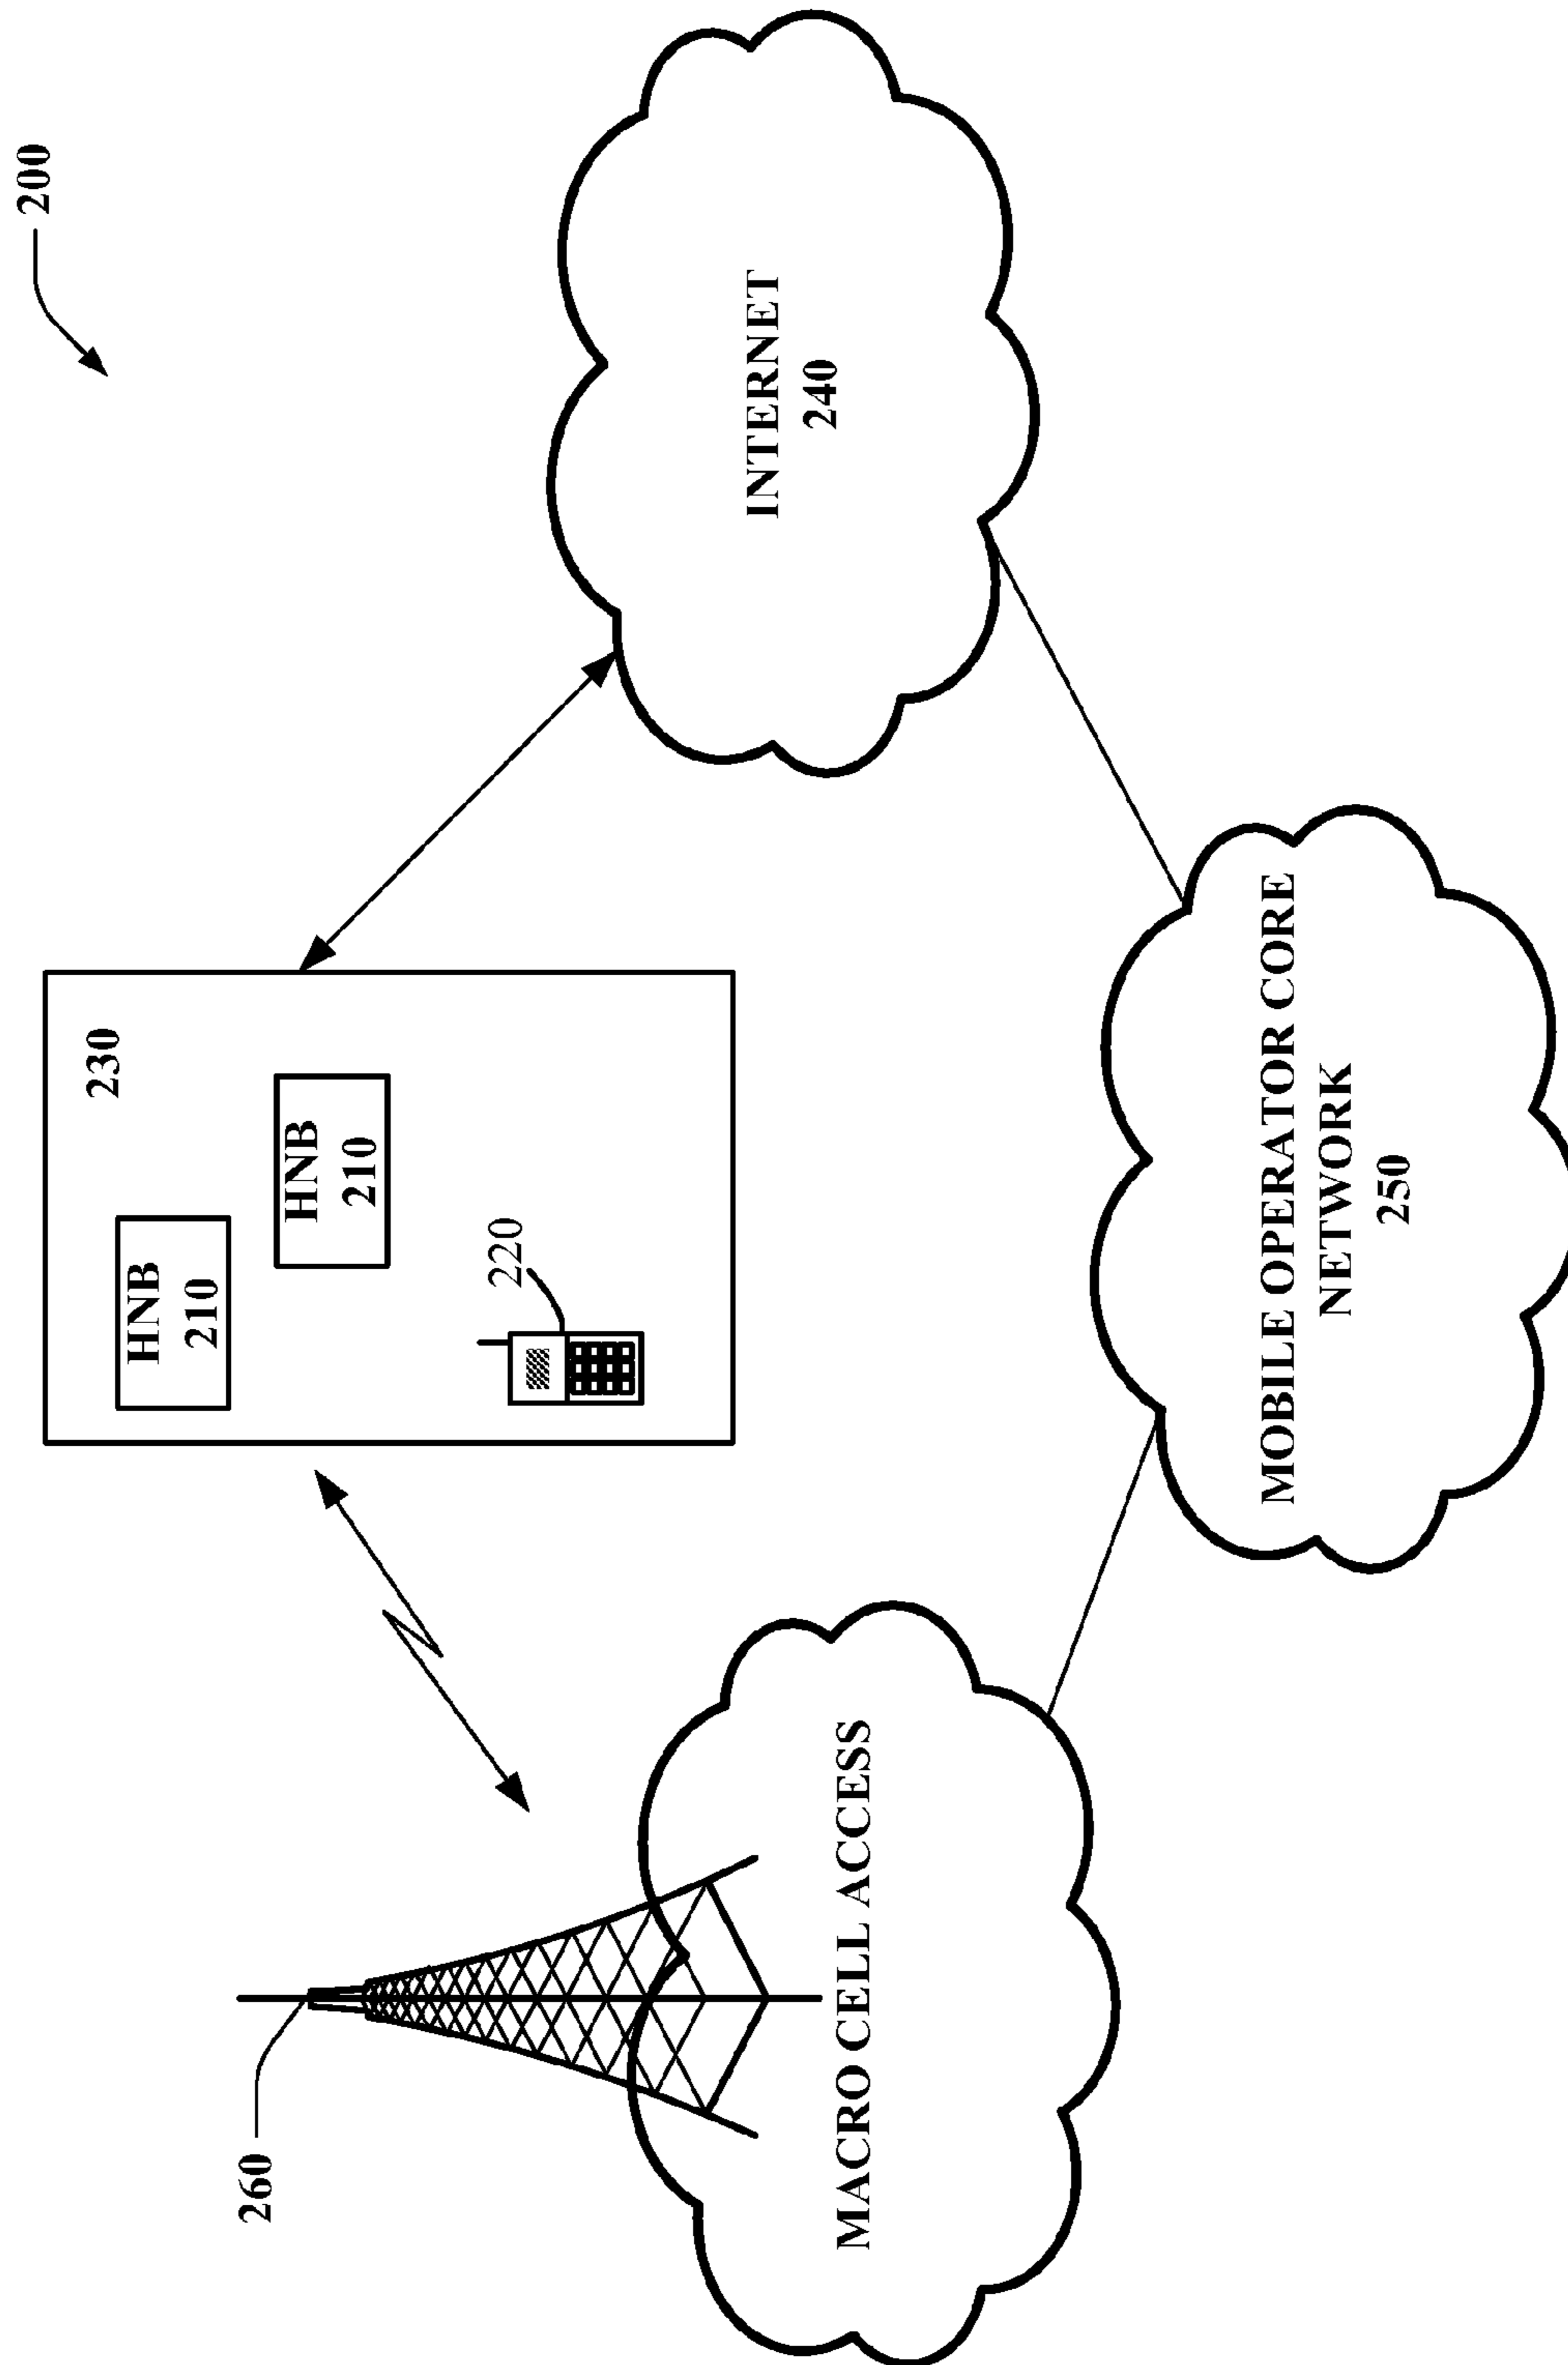 200
230
HNB
210
HNB
210
220
260
INTERNET
240
MACRO CELL ACCESS
MOBILE OPERATOR CORE
NETWORK
250